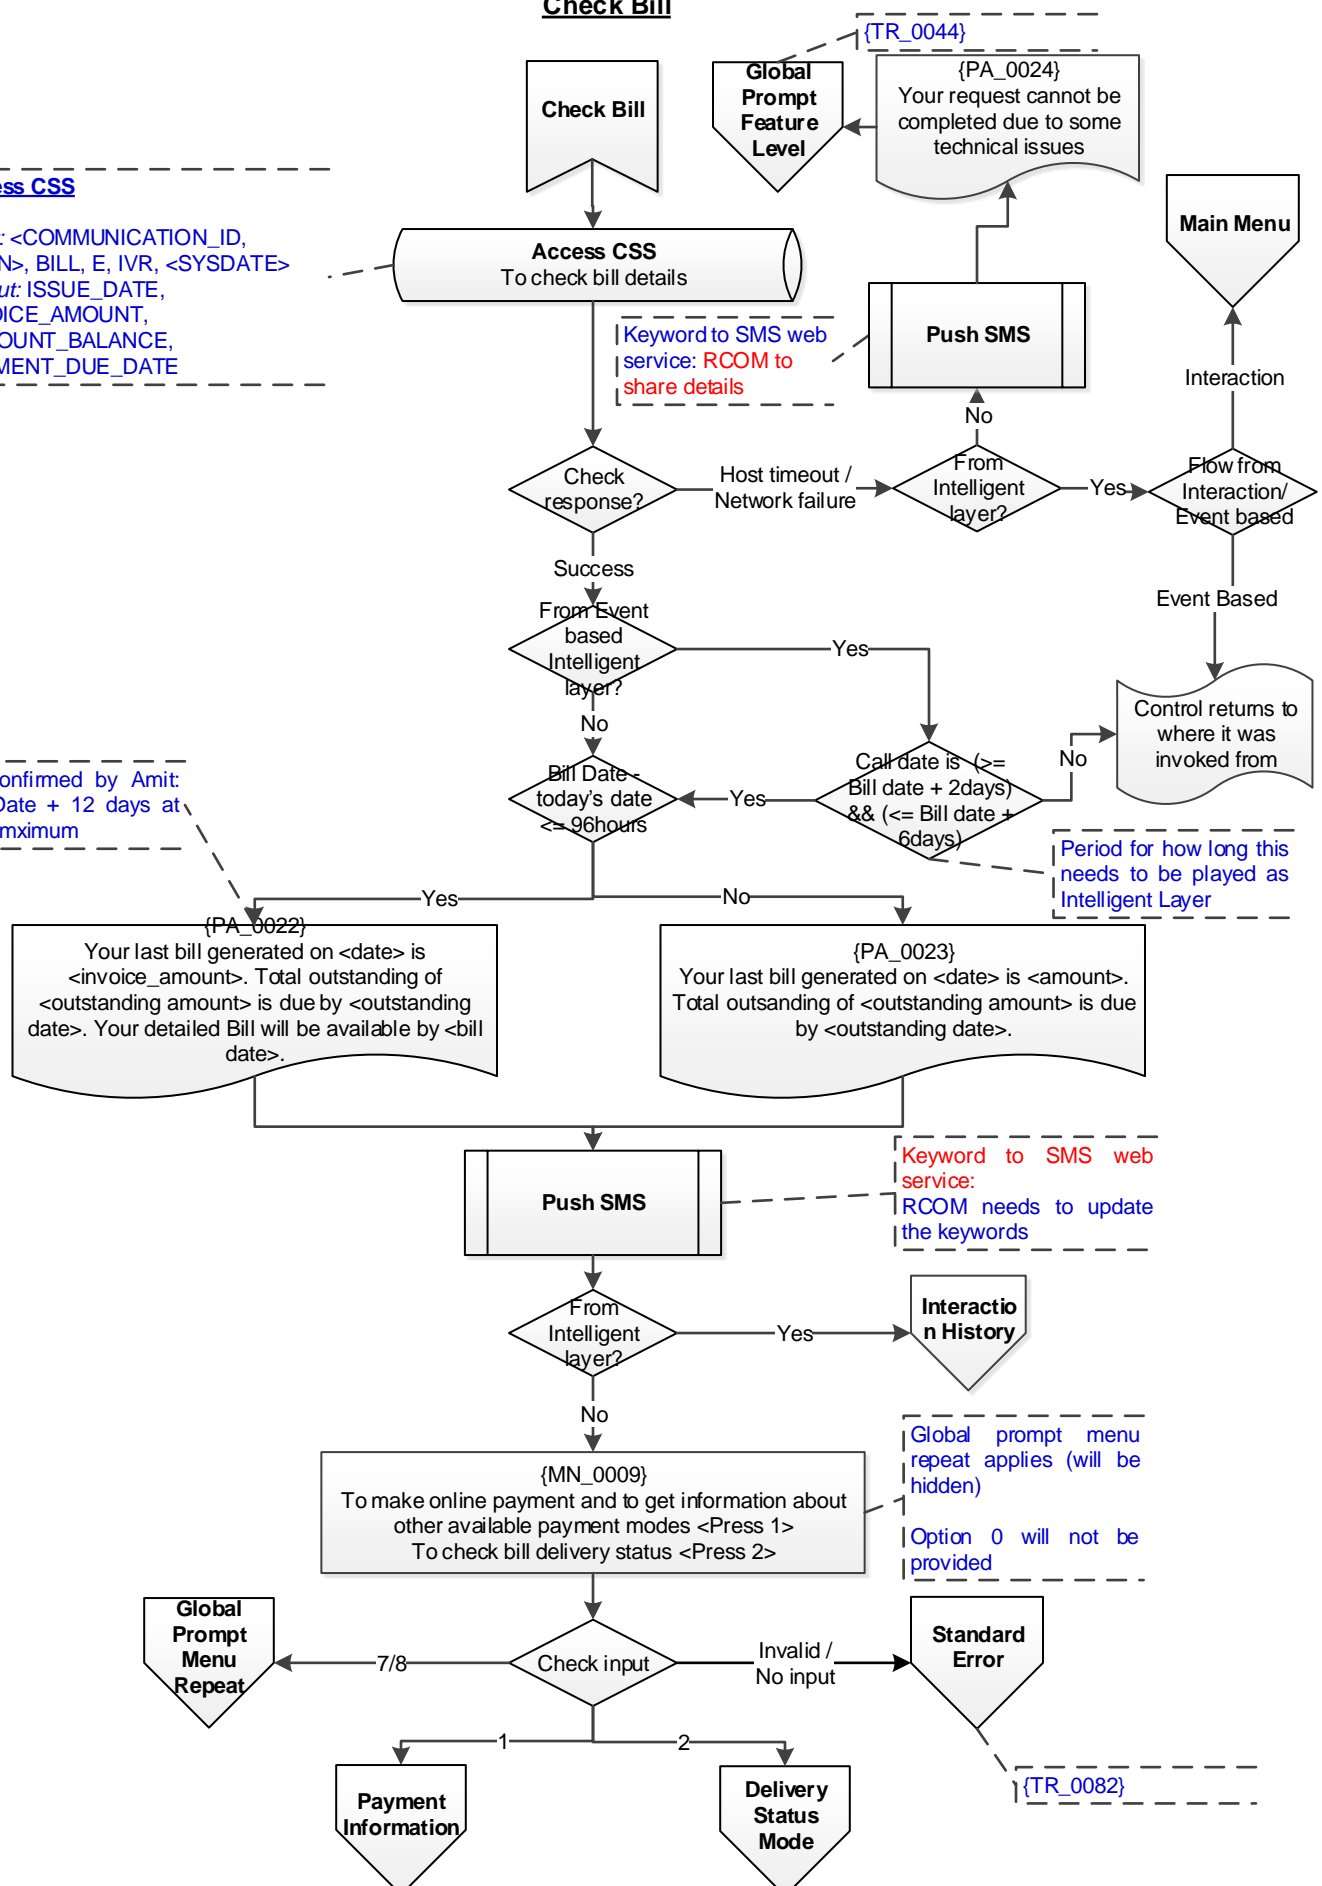 Check Bill
{TR_0044}
Check Bill
Global
Prompt
Feature
Level
{PA_0024}
Your request cannot be
completed due to some
technical issues
Main Menu
ess CSS
: <COMMUNICATION_ID,
N>, BILL, E, IVR, <SYSDATE>
ut: ISSUE_DATE,
OICE_AMOUNT,
OUNT_BALANCE,
MENT_DUE_DATE
Access CSS
To check bill details
Keyword to SMS web
service: RCOM to
share details
Push SMS
Interaction
No
Check
response?
Host timeout /
Network failure
From
Intelligent
layer?
Yes
Flow from
Interaction/
Event based
Success
Event Based
From Event
based
Intelligent
layer?
Yes
No
Control returns to
where it was
invoked from
Bill Date -
today's date
<= 96hours
Yes
Call date is (>=
Bill date + 2days)
&& (<= Bill date +
6days)
No
onfirmed by Amit:
Date + 12 days at
mximum
Period for how long this
needs to be played as
Intelligent Layer
Yes
No
{PA_0022}
Your last bill generated on <date> is
<invoice_amount>. Total outstanding of
<outstanding amount> is due by <outstanding
date>. Your detailed Bill will be available by <bill
date>.
{PA_0023}
Your last bill generated on <date> is <amount>.
Total outsanding of <outstanding amount> is due
by <outstanding date>.
Push SMS
Keyword to SMS web
service:
RCOM needs to update
the keywords
From
Intelligent
layer?
Yes
Interactio
n History
No
{MN_0009}
To make online payment and to get information about
other available payment modes <Press 1>
To check bill delivery status <Press 2>
Global prompt menu
repeat applies (will be
hidden)
Option 0 will not be
provided
Global
Prompt
Menu
Repeat
7/8
Check input
Invalid /
No input
Standard
Error
1
2
Payment
Information
Delivery
Status
Mode
{TR_0082}